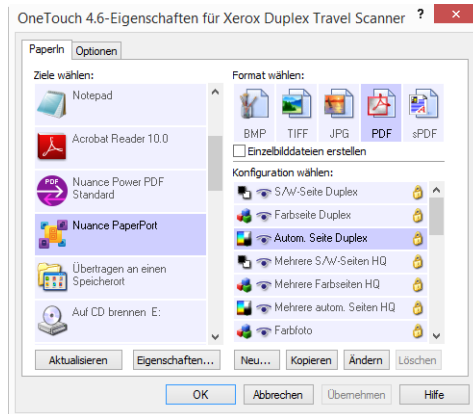 OneTouch 4.6-Eigenschaften für Xerox Duplex Travel Scanner ? ×
PaperIn Optionen
Ziele wählen:
Notepad
Acrobat Reader 10.0
PDF
Nuance Power PDF
Standard
Nuance PaperPort
Übertragen an einen
Speicherort
Auf CD brennen E:
Format wählen:
BMP TIFF JPG PDF sPDF
Einzelbilddateien erstellen
Konfiguration wählen:
S/W-Seite Duplex
Farbseite Duplex
Autom. Seite Duplex
Mehrere S/W-Seiten HQ
Mehrere Farbseiten HQ
Mehrere autom. Seiten HQ
Farbfoto
Aktualisieren Eigenschaften... Neu... Kopieren Ändern Löschen
OK Abbrechen Übernehmen Hilfe